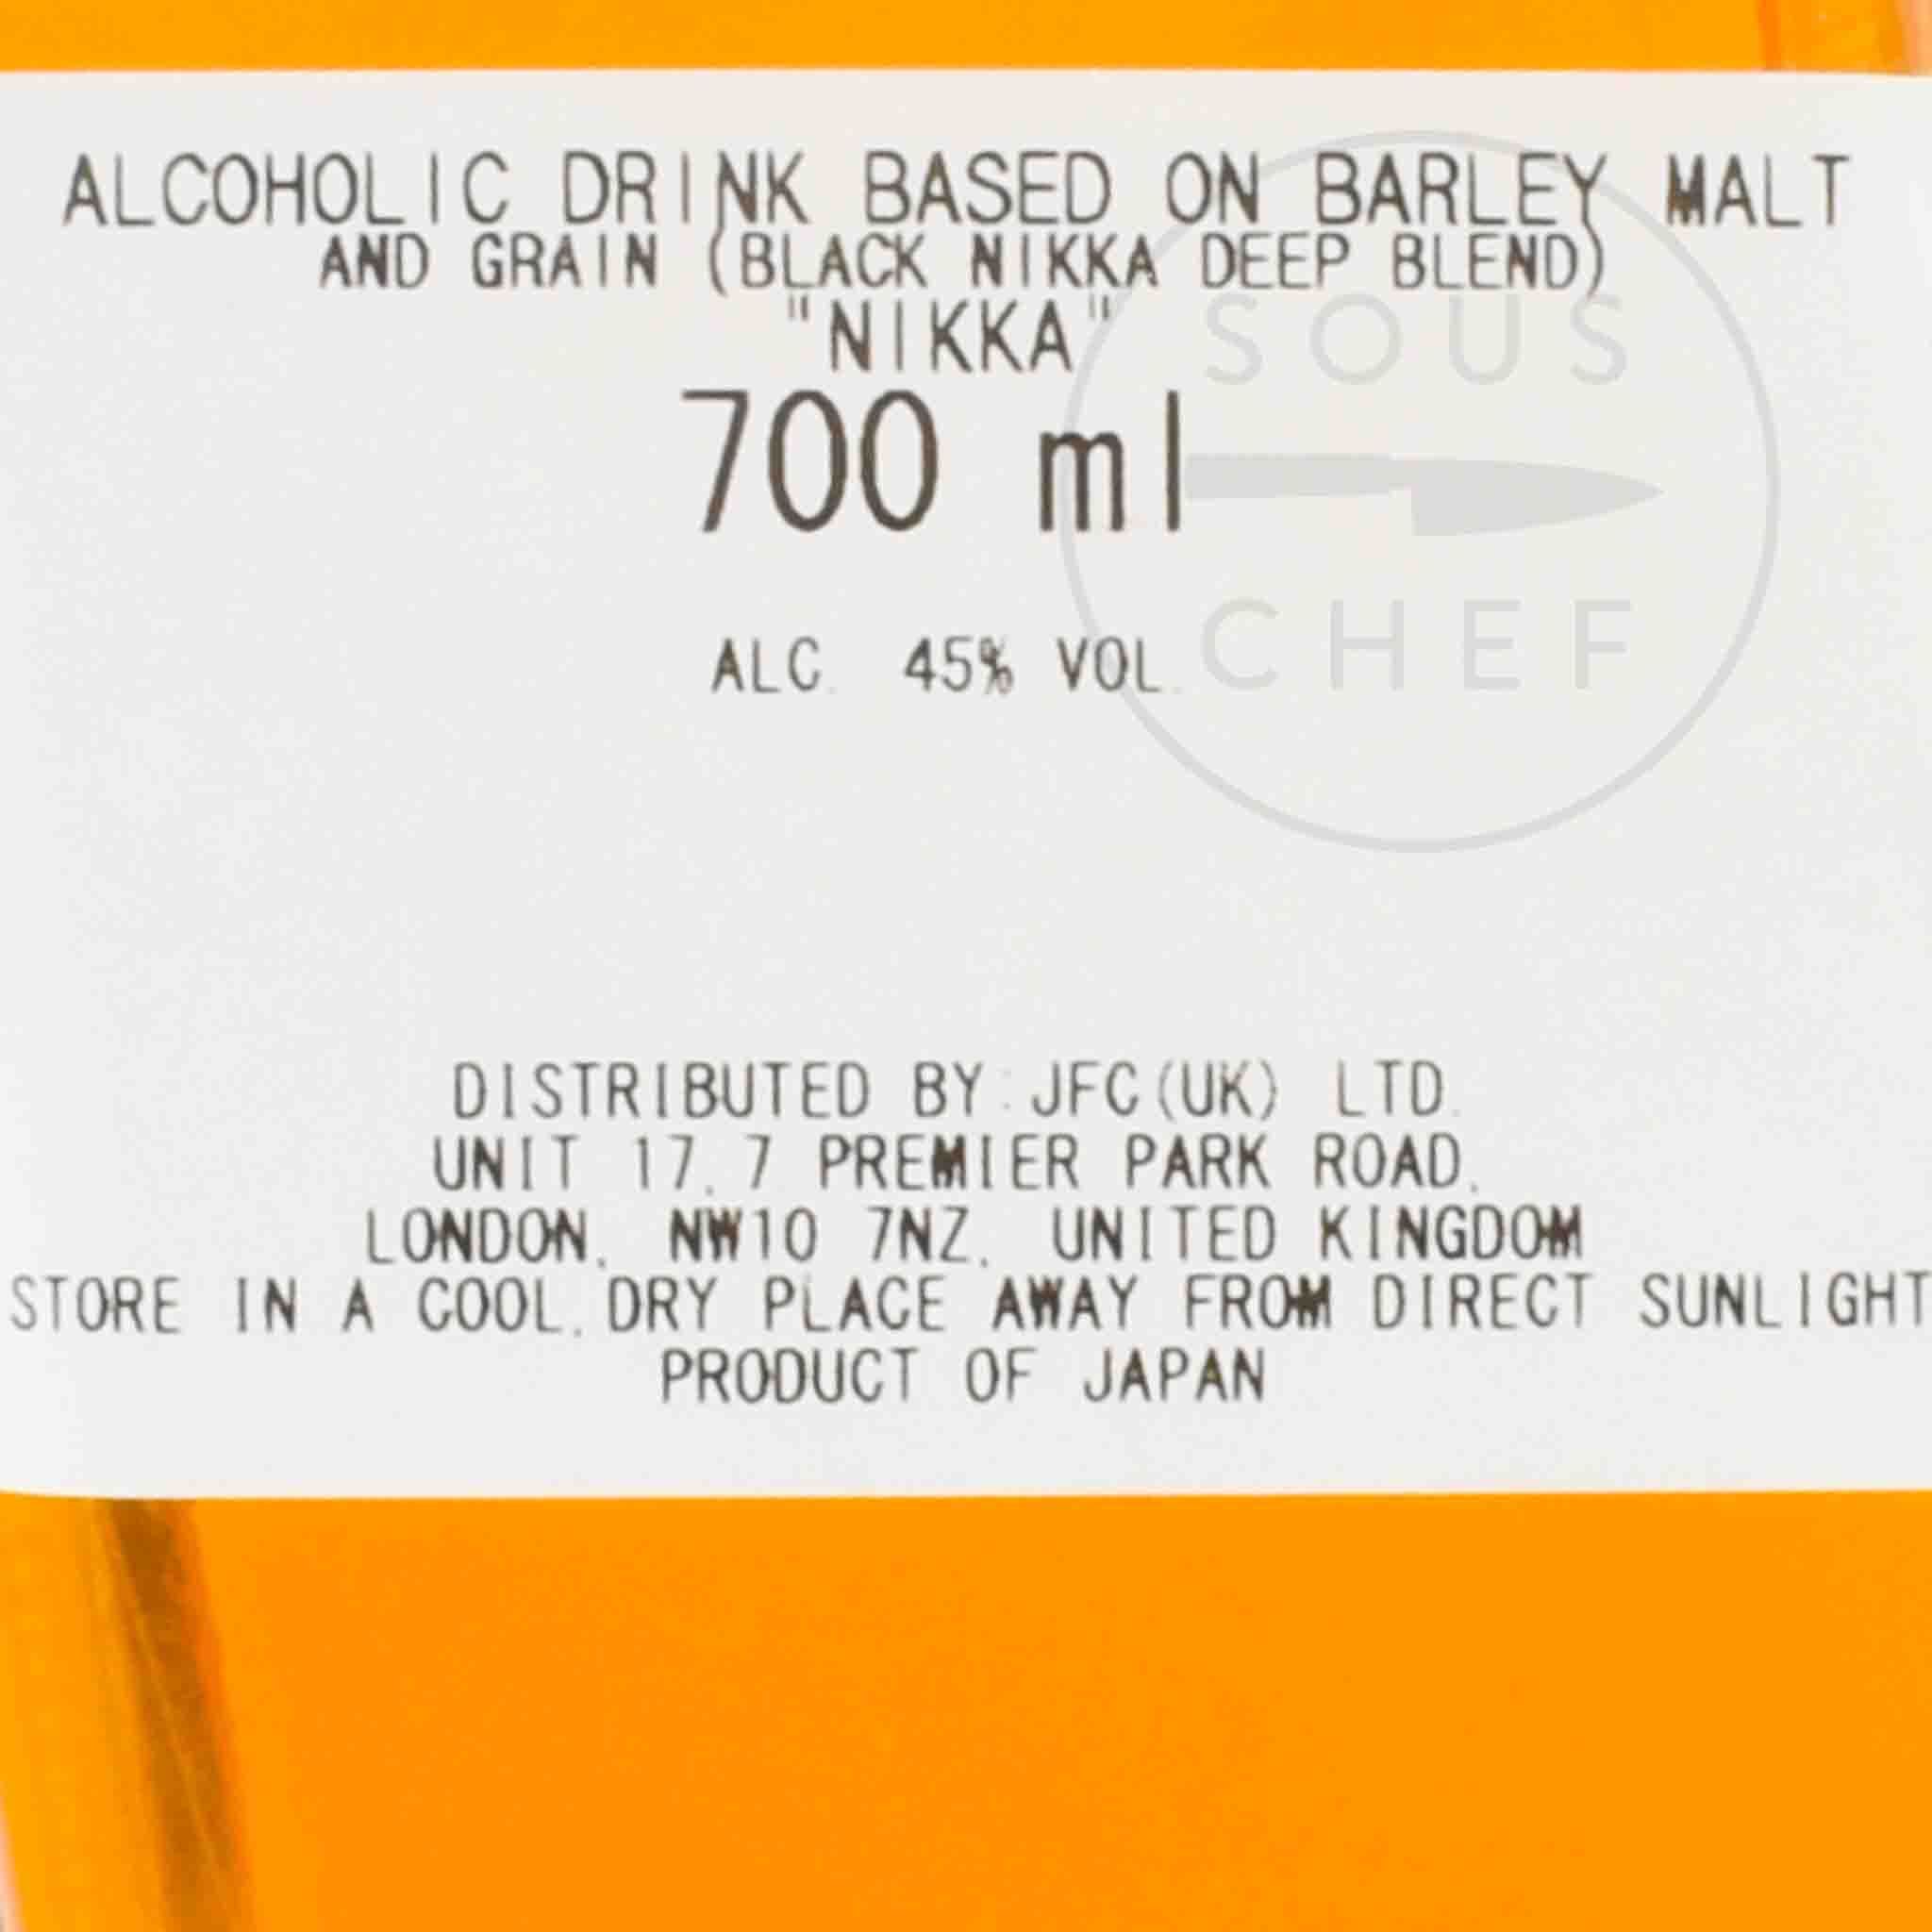 ALCOHOLIC DRINK BASED ON BARLEY MALT
AND GRAIN (BLACK NIKKA DEEP BLEND)
"NIKKA"
700 ml
ALC. 45% VOL.
SOUS
CHEF
DISTRIBUTED BY:JFC(UK) LTD.
UNIT 17,7 PREMIER PARK ROAD,
LONDON, NW10 7NZ, UNITED KINGDOM
STORE IN A COOL,DRY PLACE AWAY FROM DIRECT SUNLIGHT
PRODUCT OF JAPAN